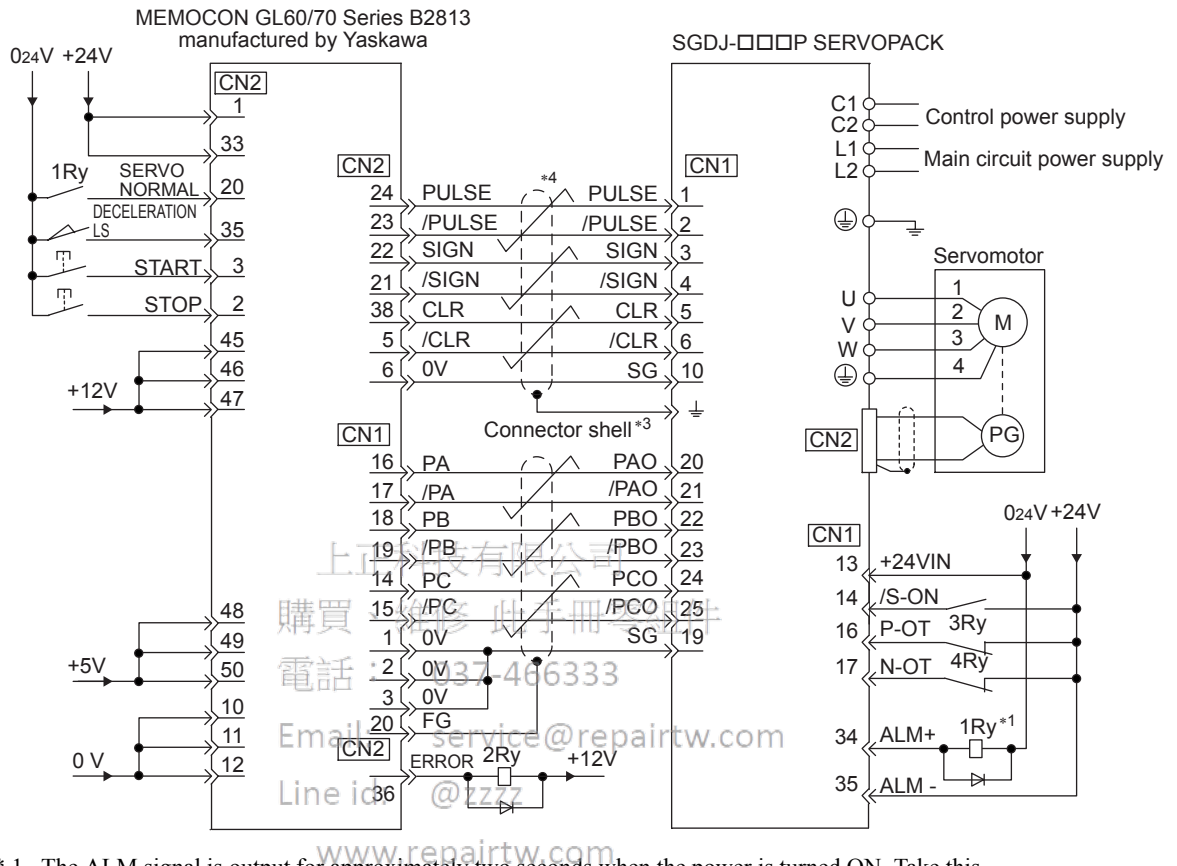 MEMOCON GL60/70 Series B2813
manufactured by Yaskawa
SGDJ-□□□P SERVOPACK
024V +24V
CN2
1
33
1Ry SERVO NORMAL 20
DECELERATION LS 35
START 3
STOP 2
45
46
+12V 47
48
49
+5V 50
10
11
0 V 12
CN2 CN1
*4
24 PULSE PULSE 1
23 /PULSE /PULSE 2
22 SIGN SIGN 3
21 /SIGN /SIGN 4
38 CLR CLR 5
5 /CLR /CLR 6
6 0V SG 10
Connector shell*3
CN1
16 PA PAO 20
17 /PA /PAO 21
18 PB PBO 22
19 /PB /PBO 23
14 PC PCO 24
15 /PC /PCO 25
1 0V SG 19
2 0V
3 0V
20 FG
CN2
36 ERROR 2Ry +12V
C1
C2 Control power supply
L1
L2 Main circuit power supply
Servomotor
U 1
V 2 M
W 3
4
CN2 PG
024V +24V
CN1
13 +24VIN
14 /S-ON 3Ry
16 P-OT
17 N-OT 4Ry
34 ALM+ 1Ry*1
35 ALM -
上正科技有限公司
購買、維修 此手冊零組件
電話： 037-466333
Email: service@repairtw.com
Line id: @zzzz
www.repairtw.com
* 1. The ALM signal is output for approximately two seconds when the power is turned ON. Take this